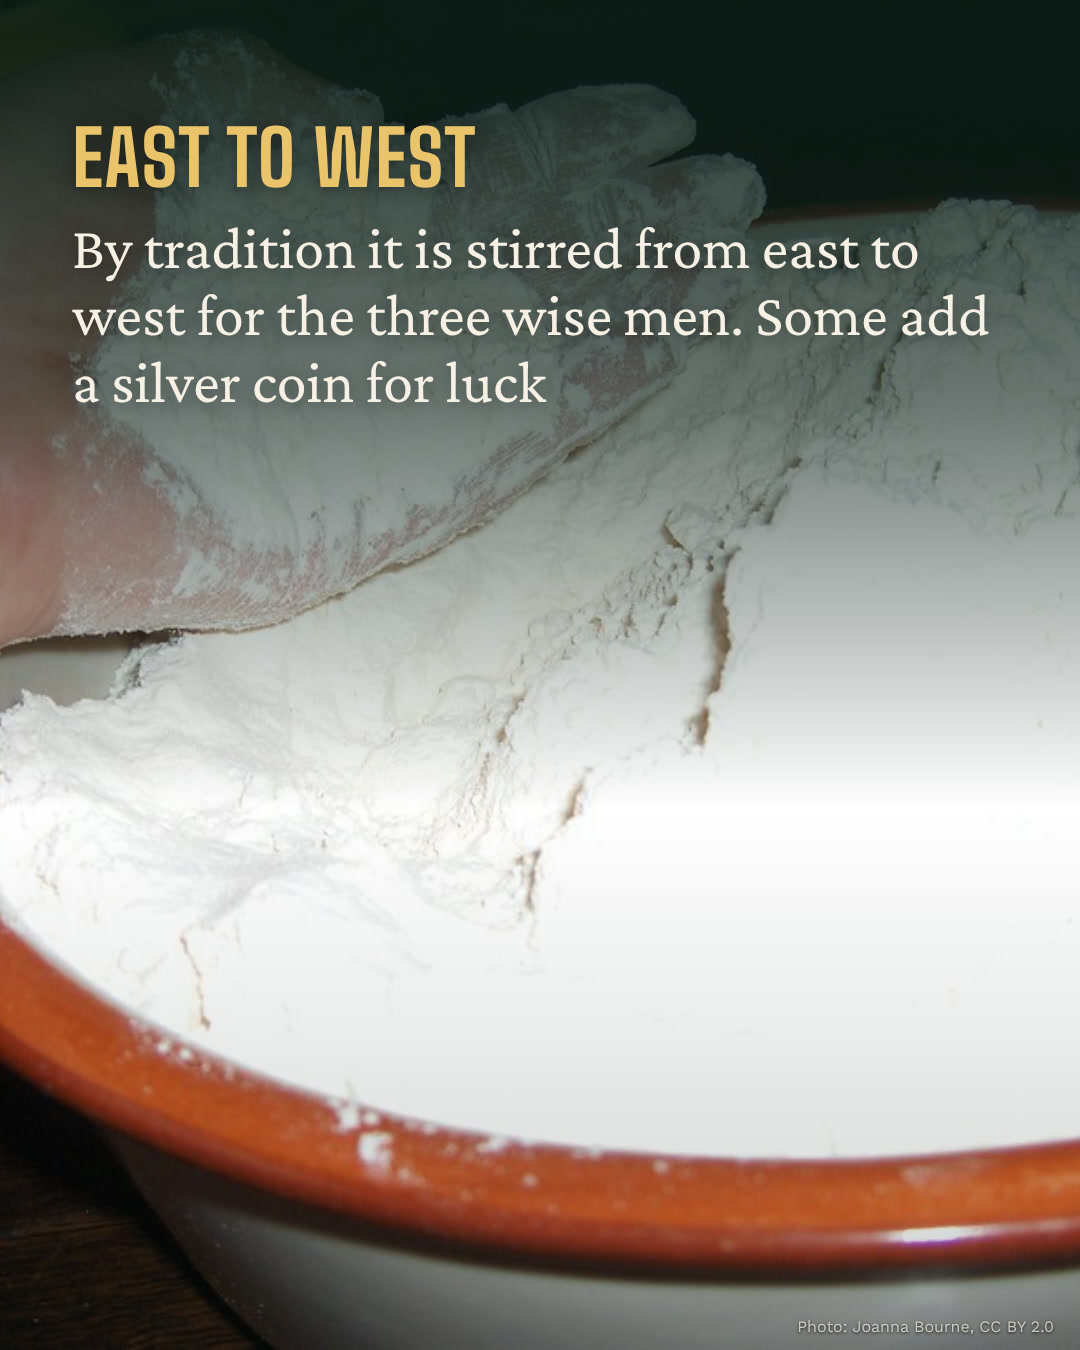 EAST TO WEST
By tradition it is stirred from east to
west for the three wise men. Some add
a silver coin for luck
Photo: Joanna Bourne, CC BY 2.0